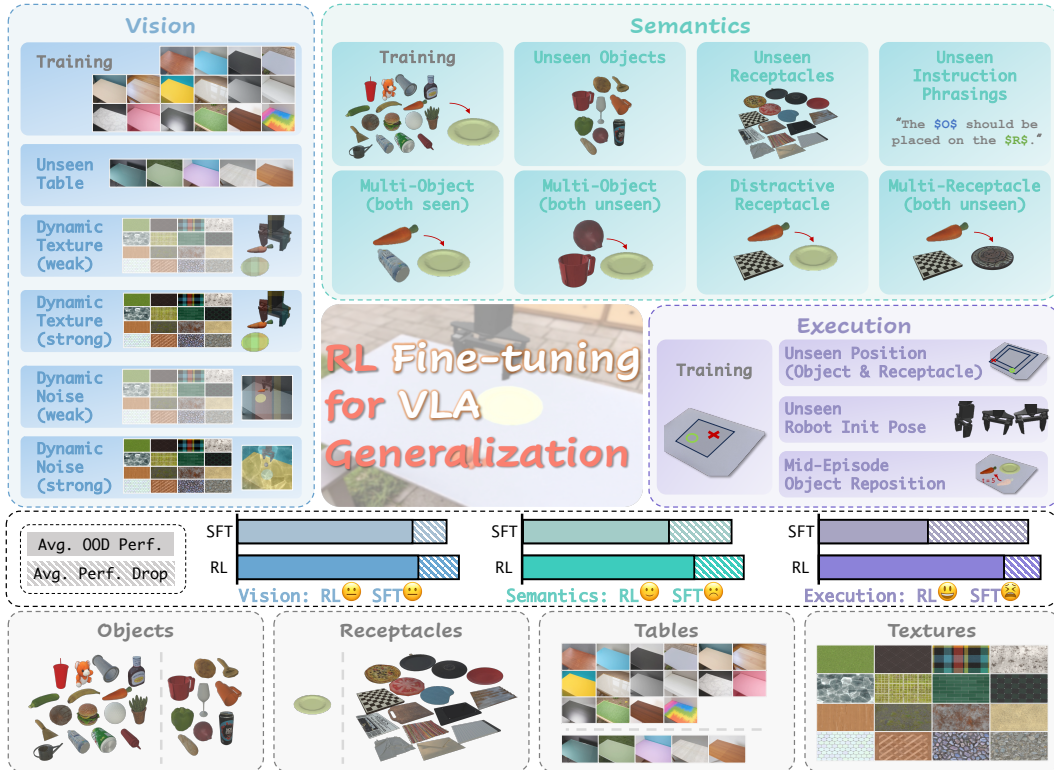 Vision
Training
Unseen
Table
Dynamic
Texture
(weak)
Dynamic
Texture
(strong)
Dynamic
Noise
(weak)
Dynamic
Noise
(strong)
Semantics
Training
Unseen Objects
Unseen
Receptacles
Unseen
Instruction
Phrasings
"The $O$ should be
placed on the $R$."
Multi-Object
(both seen)
Multi-Object
(both unseen)
Distractive
Receptacle
Multi-Receptacle
(both unseen)
RL Fine-tuning
for VLA
Generalization
Execution
Training
Unseen Position
(Object & Receptacle)
Unseen
Robot Init Pose
Mid-Episode
Object Reposition
t = 5
Avg. OOD Perf.
Avg. Perf. Drop
SFT
RL
Vision: RL😐 SFT😐
SFT
RL
Semantics: RL🙂 SFT☹️
SFT
RL
Execution: RL😃 SFT😫
Objects
Receptacles
Tables
Textures